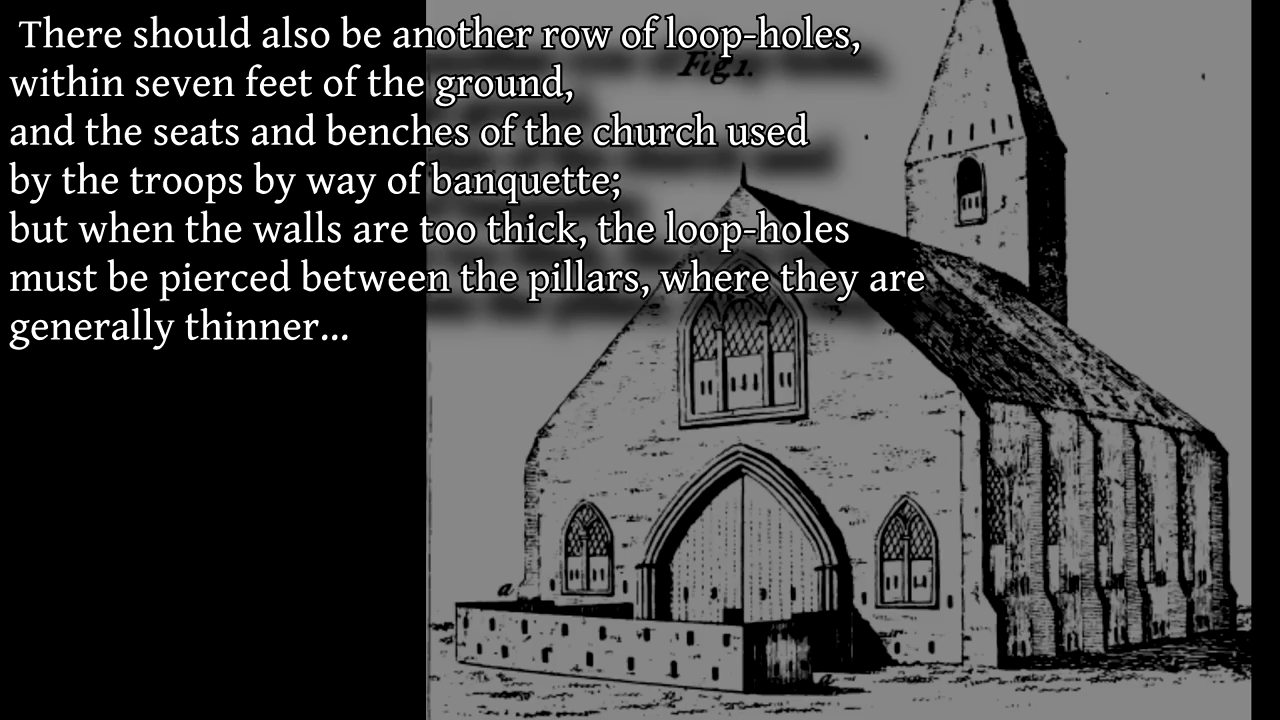 There should also be another row of loop-holes,
within seven feet of the ground,
and the seats and benches of the church used
by the troops by way of banquette;
but when the walls are too thick, the loop-holes
must be pierced between the pillars, where they are
generally thinner...
Fig 1.
a
a